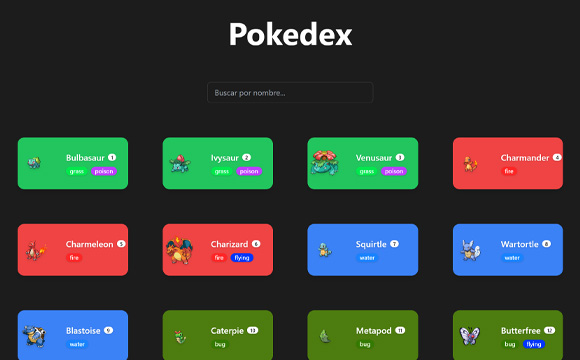 Pokedex
Buscar por nombre...
Bulbasaur 1
grass poison
Ivysaur 2
grass poison
Venusaur 3
grass poison
Charmander 4
fire
Charmeleon 5
fire
Charizard 6
fire flying
Squirtle 7
water
Wartortle 8
water
Blastoise 9
water
Caterpie 10
bug
Metapod 11
bug
Butterfree 12
bug flying